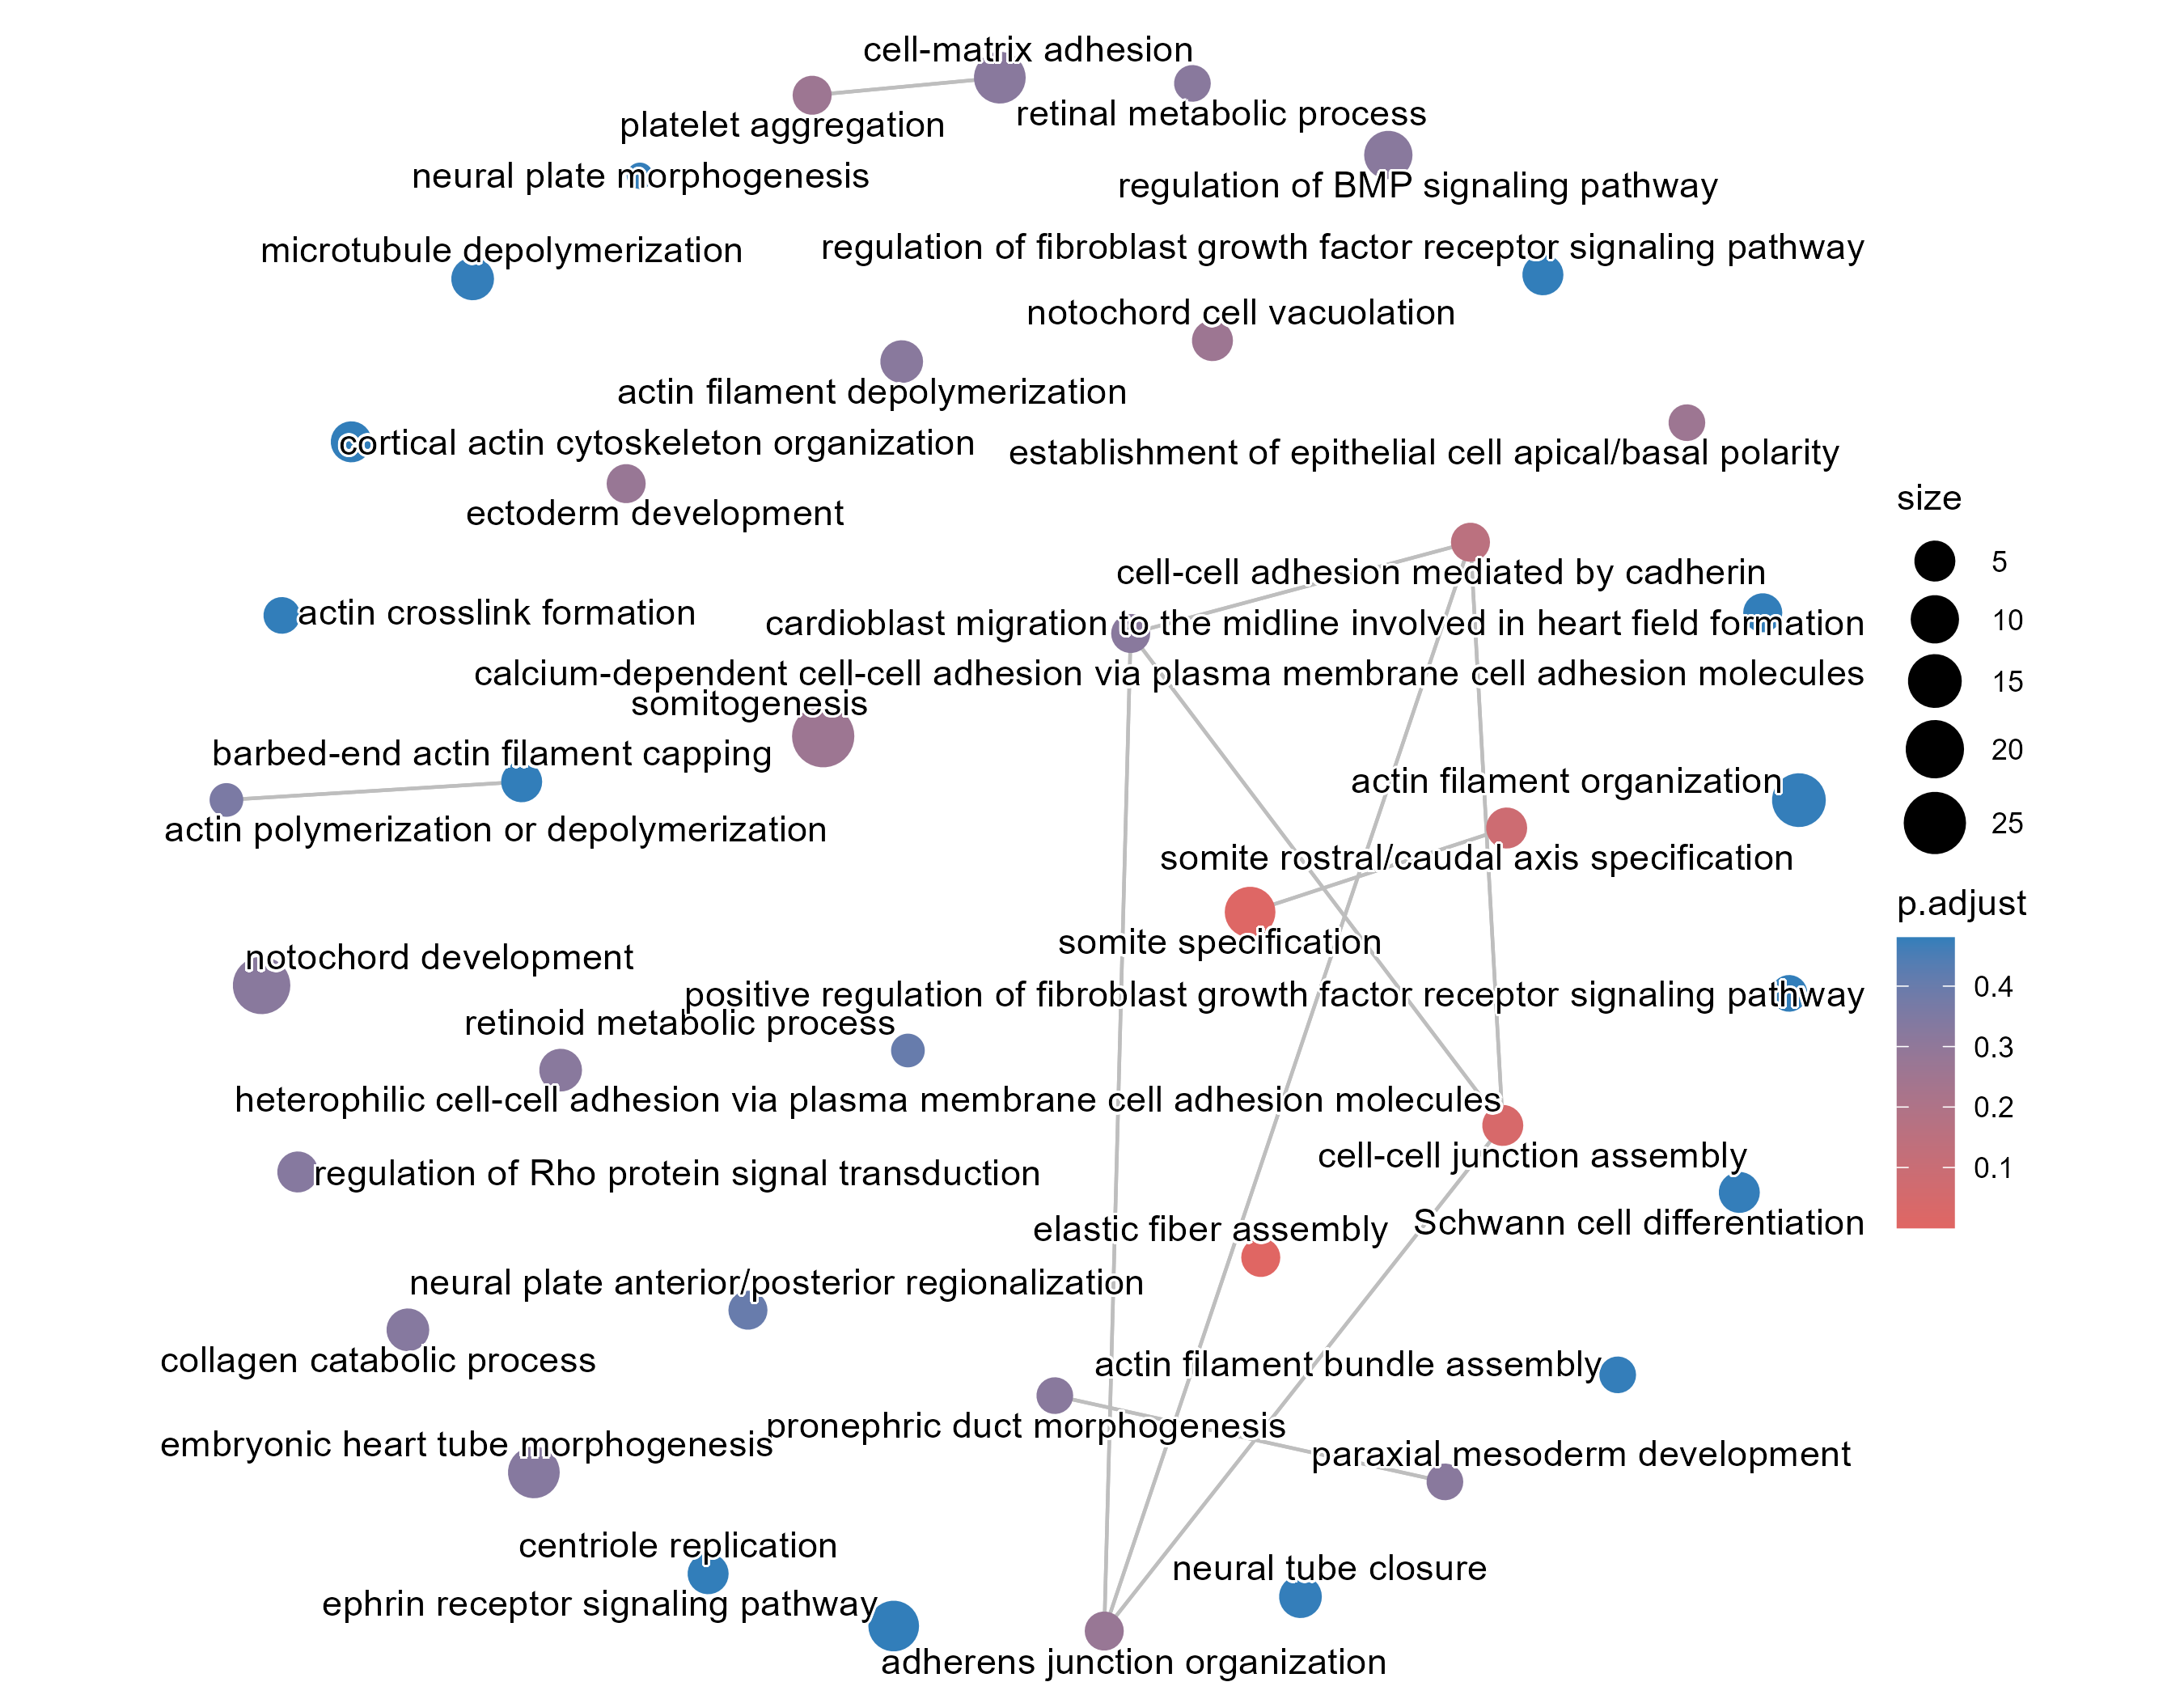 cell-matrix adhesion
platelet aggregation
retinal metabolic process
neural plate morphogenesis
regulation of BMP signaling pathway
microtubule depolymerization
regulation of fibroblast growth factor receptor signaling pathway
notochord cell vacuolation
actin filament depolymerization
cortical actin cytoskeleton organization
establishment of epithelial cell apical/basal polarity
ectoderm development
cell-cell adhesion mediated by cadherin
actin crosslink formation
cardioblast migration to the midline involved in heart field formation
calcium-dependent cell-cell adhesion via plasma membrane cell adhesion molecules
somitogenesis
barbed-end actin filament capping
actin filament organization
actin polymerization or depolymerization
somite rostral/caudal axis specification
somite specification
notochord development
positive regulation of fibroblast growth factor receptor signaling pathway
retinoid metabolic process
heterophilic cell-cell adhesion via plasma membrane cell adhesion molecules
cell-cell junction assembly
regulation of Rho protein signal transduction
elastic fiber assembly
Schwann cell differentiation
neural plate anterior/posterior regionalization
collagen catabolic process
actin filament bundle assembly
pronephric duct morphogenesis
embryonic heart tube morphogenesis
paraxial mesoderm development
centriole replication
neural tube closure
ephrin receptor signaling pathway
adherens junction organization
size
5
10
15
20
25
p.adjust
0.4
0.3
0.2
0.1